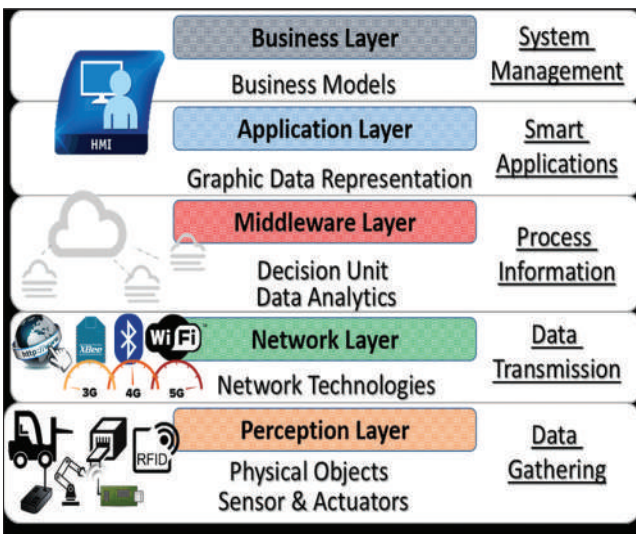 Business Layer
Business Models
System
Management
HMI
Application Layer
Graphic Data Representation
Smart
Applications
Middleware Layer
Decision Unit
Data Analytics
Process
Information
http://
XBee
WiFi
3G
4G
5G
Network Layer
Network Technologies
Data
Transmission
RFID
Perception Layer
Physical Objects
Sensor & Actuators
Data
Gathering